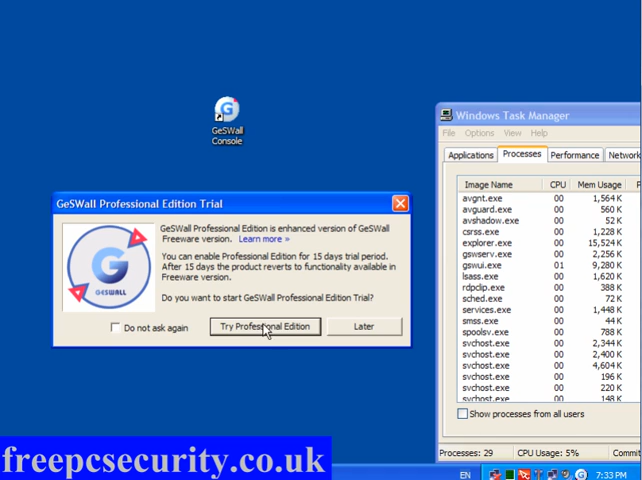 GeSWall
Console
GeSWall Professional Edition Trial
GeSWall Professional Edition is enhanced version of GeSWall
Freeware version. Learn more »
You can enable Professional Edition for 15 days trial period.
After 15 days the product reverts to functionality available in
Freeware version.
Do you want to start GeSWall Professional Edition Trial?
GESWALL
Do not ask again
Try Professional Edition
Later
Windows Task Manager
File Options View Help
Applications Processes Performance Network
Image Name CPU Mem Usage P
avgnt.exe 00 1,564 K
avguard.exe 00 560 K
avshadow.exe 00 52 K
csrss.exe 00 1,228 K
explorer.exe 00 15,524 K
gswserv.exe 00 2,256 K
gswui.exe 01 9,280 K
lsass.exe 00 1,620 K
rdpclip.exe 00 388 K
sched.exe 00 72 K
services.exe 00 1,448 K
smss.exe 00 44 K
spoolsv.exe 00 788 K
svchost.exe 00 2,344 K
svchost.exe 00 2,400 K
svchost.exe 00 4,604 K
svchost.exe 00 196 K
svchost.exe 00 220 K
svchost.exe 00 148 K
Show processes from all users
Processes: 29 CPU Usage: 5% Commit
freepcsecurity.co.uk
EN 7:33 PM